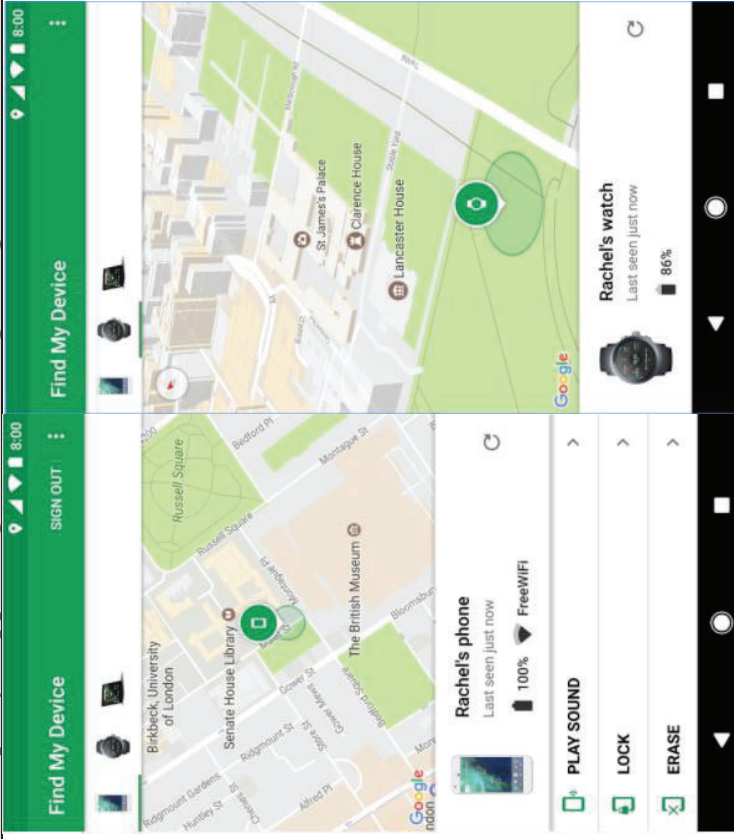 8:00
Find My Device
SIGN OUT
Bedford Pl
Russell Square
Montague St
Russell Square
Montague Pl
Malet St
Birkbeck, University
of London
Senate House Library
The British Museum
Bloomsbury
Gower St
Gower Mews
Bedford Square
Store St
Ridgmount St
Chenies St
Alfred Pl
Ridgmount Gardens
Huntley St
Google
Rachel's phone
Last seen just now
100%
FreeWiFi
PLAY SOUND
LOCK
ERASE
8:00
Find My Device
Marlborough Rd
St James's Palace
Clarence House
Stable Yard
Lancaster House
Google
Rachel's watch
Last seen just now
86%